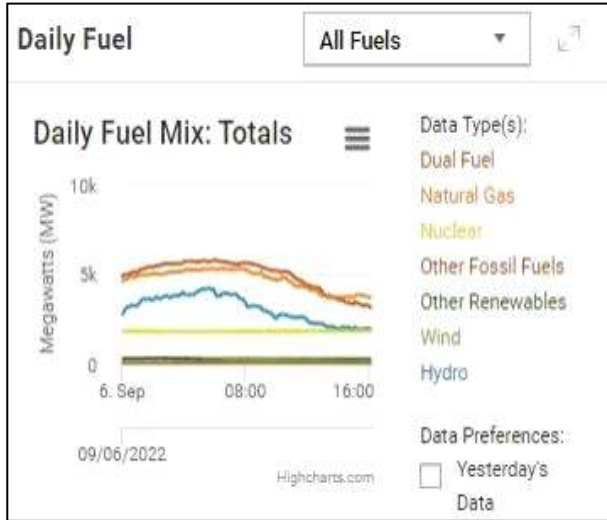 Daily Fuel
All Fuels
Daily Fuel Mix: Totals
Megawatts (MW)
10k
5k
0
6. Sep
08:00
16:00
09/06/2022
Highcharts.com
Data Type(s):
Dual Fuel
Natural Gas
Nuclear
Other Fossil Fuels
Other Renewables
Wind
Hydro
Data Preferences:
Yesterday's
Data